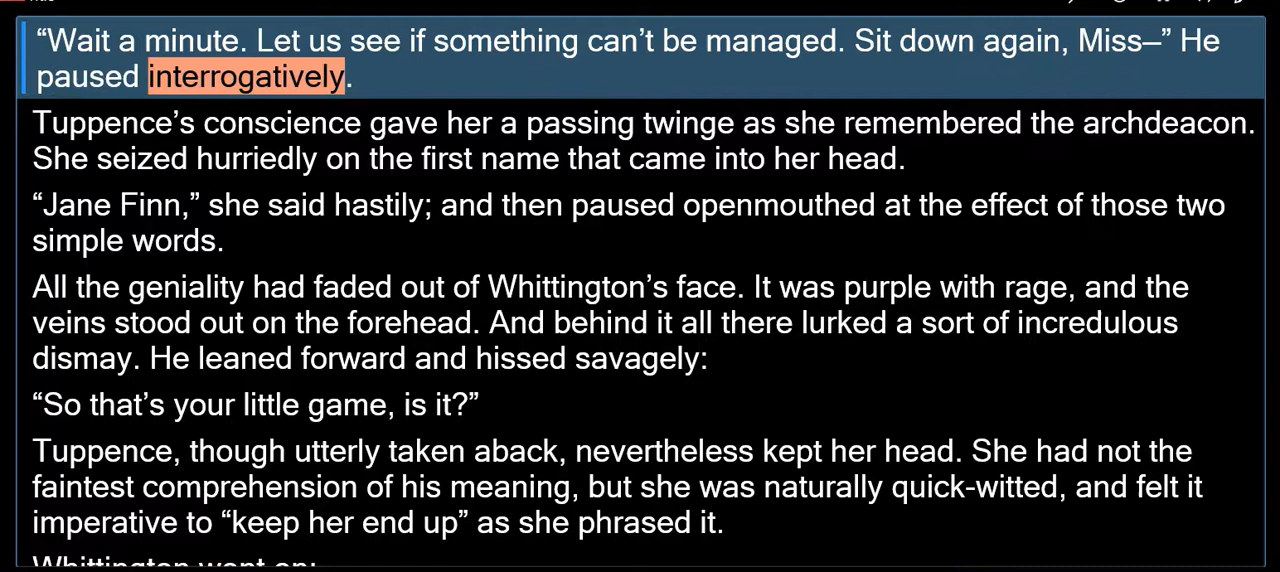 “Wait a minute. Let us see if something can’t be managed. Sit down again, Miss—” He
paused interrogatively.
Tuppence’s conscience gave her a passing twinge as she remembered the archdeacon.
She seized hurriedly on the first name that came into her head.
“Jane Finn,” she said hastily; and then paused openmouthed at the effect of those two
simple words.
All the geniality had faded out of Whittington’s face. It was purple with rage, and the
veins stood out on the forehead. And behind it all there lurked a sort of incredulous
dismay. He leaned forward and hissed savagely:
“So that’s your little game, is it?”
Tuppence, though utterly taken aback, nevertheless kept her head. She had not the
faintest comprehension of his meaning, but she was naturally quick-witted, and felt it
imperative to “keep her end up” as she phrased it.
Whittington went on: